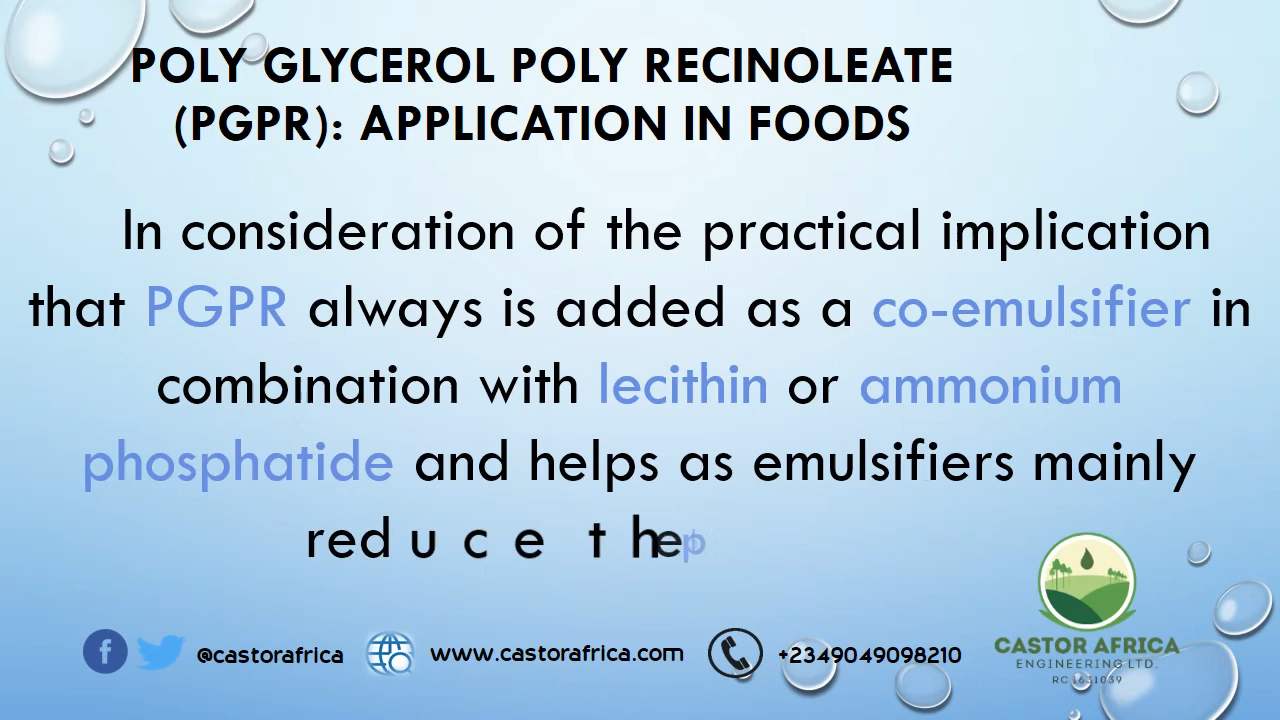 POLY GLYCEROL POLY RECINOLEATE
(PGPR): APPLICATION IN FOODS
In consideration of the practical implication
that PGPR always is added as a co-emulsifier in
combination with lecithin or ammonium
phosphatide and helps as emulsifiers mainly
reduce the
@castorafrica www.castorafrica.com +2349049098210
CASTOR AFRICA
ENGINEERING LTD.
RC 1631039